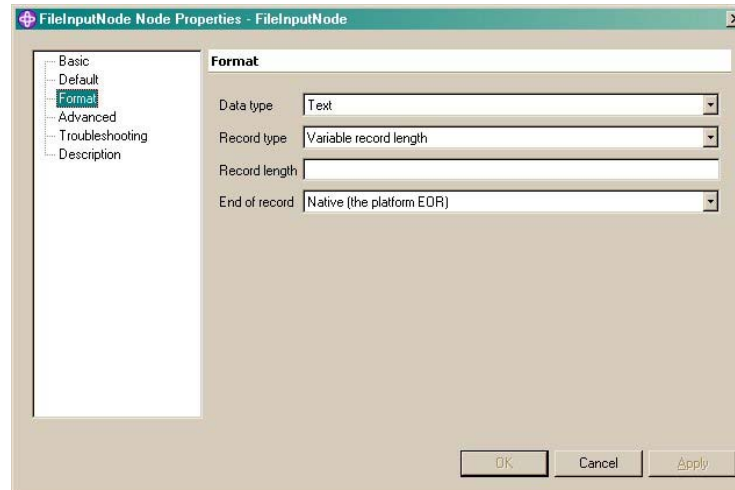 FileInputNode Node Properties - FileInputNode
Basic
Default
Format
Advanced
Troubleshooting
Description
Format
Data type Text
Record type Variable record length
Record length
End of record Native (the platform EOR)
OK Cancel Apply